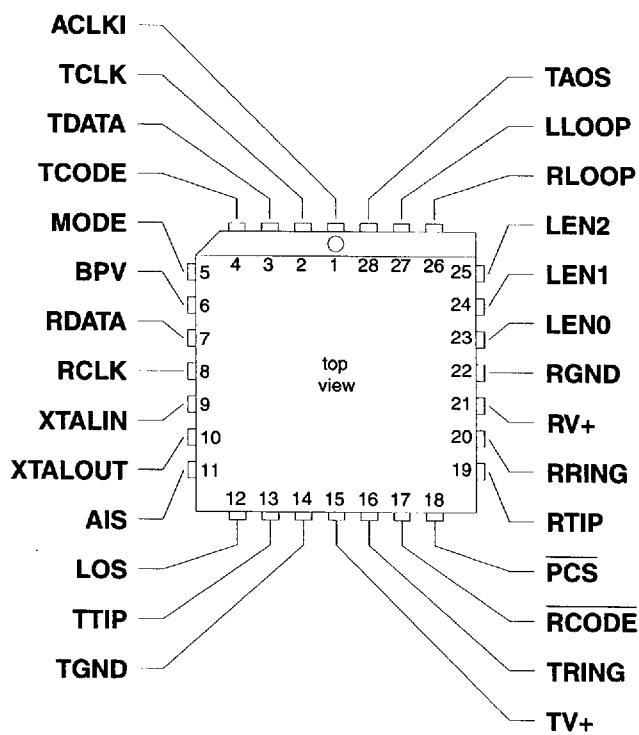 ACLKI
TCLK
TDATA
TCODE
MODE
BPV
RDATA
RCLK
XTALIN
XTALOUT
AIS
LOS
TTIP
TGND
TAOS
LLOOP
RLOOP
LEN2
LEN1
LEN0
RGND
RV+
RRING
RTIP
PCS
RCODE
TRING
TV+
4 3 2 1 28 27 26
5
6
7
8
9
10
11
25
24
23
22
21
20
19
top
view
12 13 14 15 16 17 18